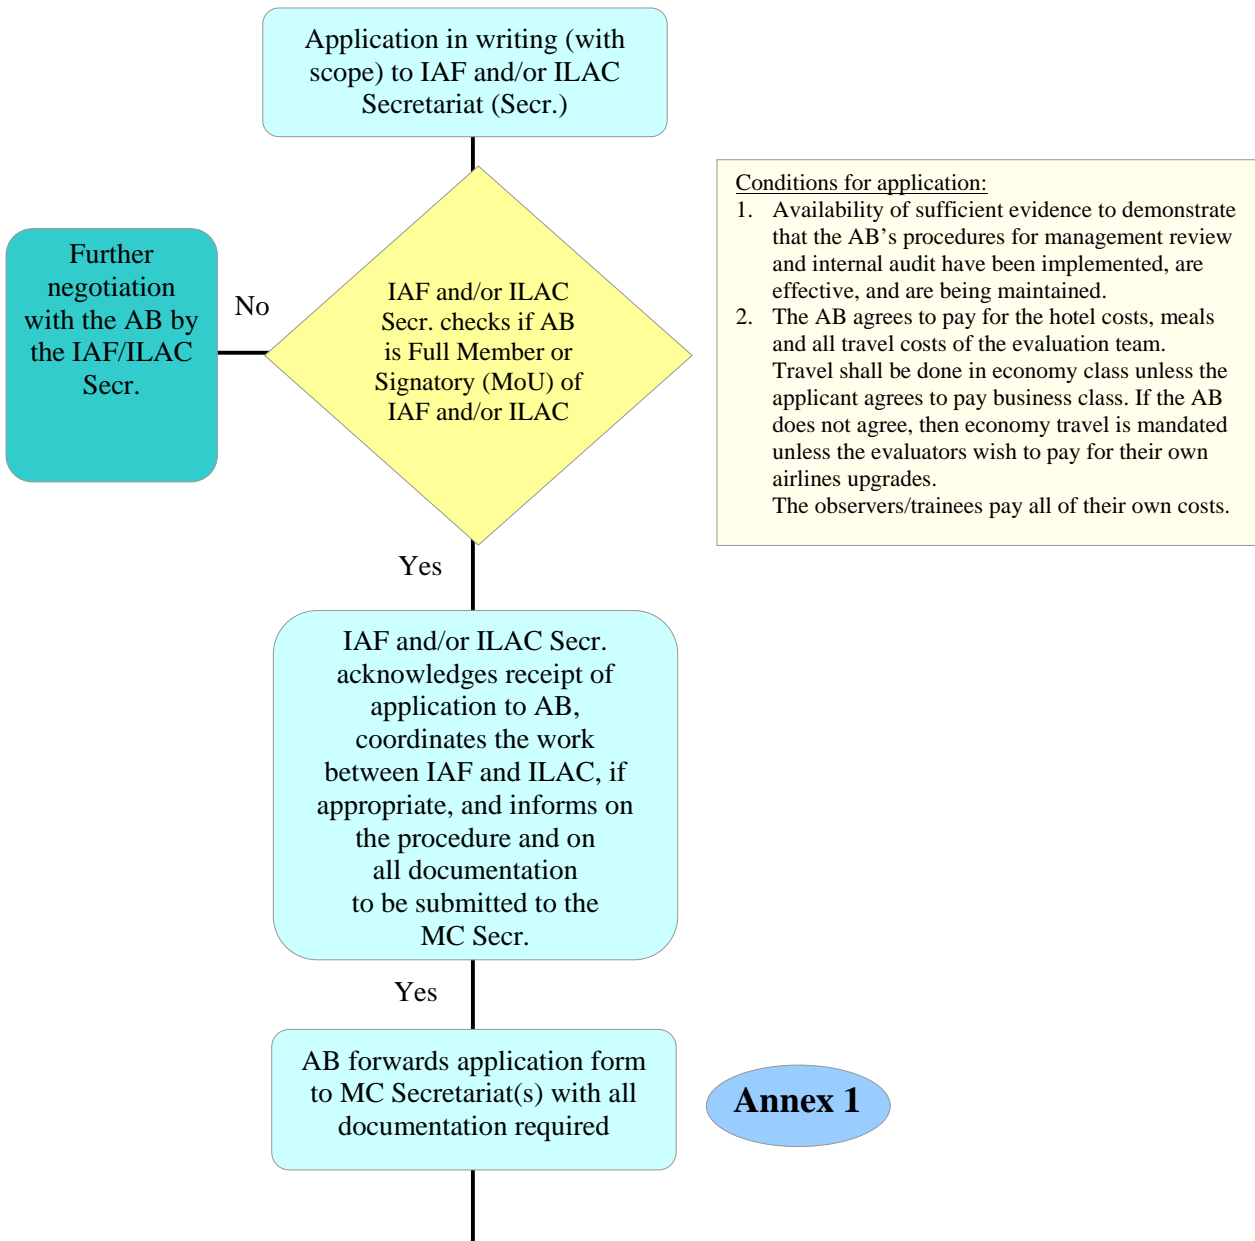 Application in writing (with
scope) to IAF and/or ILAC
Secretariat (Secr.)
Conditions for application:
1. Availability of sufficient evidence to demonstrate
that the AB’s procedures for management review
and internal audit have been implemented, are
effective, and are being maintained.
2. The AB agrees to pay for the hotel costs, meals
and all travel costs of the evaluation team.
Travel shall be done in economy class unless the
applicant agrees to pay business class. If the AB
does not agree, then economy travel is mandated
unless the evaluators wish to pay for their own
airlines upgrades.
The observers/trainees pay all of their own costs.
Further
negotiation
with the AB by
the IAF/ILAC
Secr.
No
IAF and/or ILAC
Secr. checks if AB
is Full Member or
Signatory (MoU) of
IAF and/or ILAC
Yes
IAF and/or ILAC Secr.
acknowledges receipt of
application to AB,
coordinates the work
between IAF and ILAC, if
appropriate, and informs on
the procedure and on
all documentation
to be submitted to the
MC Secr.
Yes
AB forwards application form
to MC Secretariat(s) with all
documentation required
Annex 1